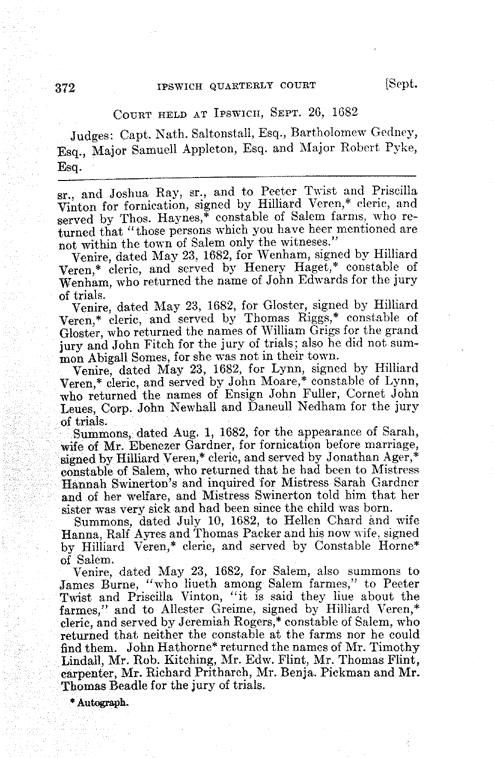 372 IPSWICH QUARTERLY COURT [Sept.
COURT HELD AT IPSWICH, SEPT. 26, 1682
Judges: Capt. Nath. Saltonstall, Esq., Bartholomew Gedney,
Esq., Major Samuell Appleton, Esq. and Major Robert Pyke,
Esq.
sr., and Joshua Ray, sr., and to Peeter Twist and Priscilla
Vinton for fornication, signed by Hilliard Veren,* cleric, and
served by Thos. Haynes,* constable of Salem farms, who re-
turned that "those persons which you have heer mentioned are
not within the town of Salem only the witneses."
Venire, dated May 23, 1682, for Wenham, signed by Hilliard
Veren,* cleric, and served by Henery Haget,* constable of
Wenham, who returned the name of John Edwards for the jury
of trials.
Venire, dated May 23, 1682, for Gloster, signed by Hilliard
Veren,* cleric, and served by Thomas Riggs,* constable of
Gloster, who returned the names of William Grigs for the grand
jury and John Fitch for the jury of trials; also he did not sum-
mon Abigall Somes, for she was not in their town.
Venire, dated May 23, 1682, for Lynn, signed by Hilliard
Veren,* cleric, and served by John Moare,* constable of Lynn,
who returned the names of Ensign John Fuller, Cornet John
Leues, Corp. John Newhall and Daneull Nedham for the jury
of trials.
Summons, dated Aug. 1, 1682, for the appearance of Sarah,
wife of Mr. Ebenezer Gardner, for fornication before marriage,
signed by Hilliard Veren,* cleric, and served by Jonathan Ager,*
constable of Salem, who returned that he had been to Mistress
Hannah Swinerton's and inquired for Mistress Sarah Gardner
and of her welfare, and Mistress Swinerton told him that her
sister was very sick and had been since the child was born.
Summons, dated July 10, 1682, to Hellen Chard and wife
Hanna, Ralf Ayres and Thomas Packer and his now wife, signed
by Hilliard Veren,* cleric, and served by Constable Horne*
of Salem.
Venire, dated May 23, 1682, for Salem, also summons to
James Burne, "who liueth among Salem farmes," to Peeter
Twist and Priscilla Vinton, "it is said they liue about the
farmes," and to Allester Greime, signed by Hilliard Veren,*
cleric, and served by Jeremiah Rogers,* constable of Salem, who
returned that neither the constable at the farms nor he could
find them. John Hathorne* returned the names of Mr. Timothy
Lindall, Mr. Rob. Kitching, Mr. Edw. Flint, Mr. Thomas Flint,
carpenter, Mr. Richard Pritharch, Mr. Benja. Pickman and Mr.
Thomas Beadle for the jury of trials.
* Autograph.